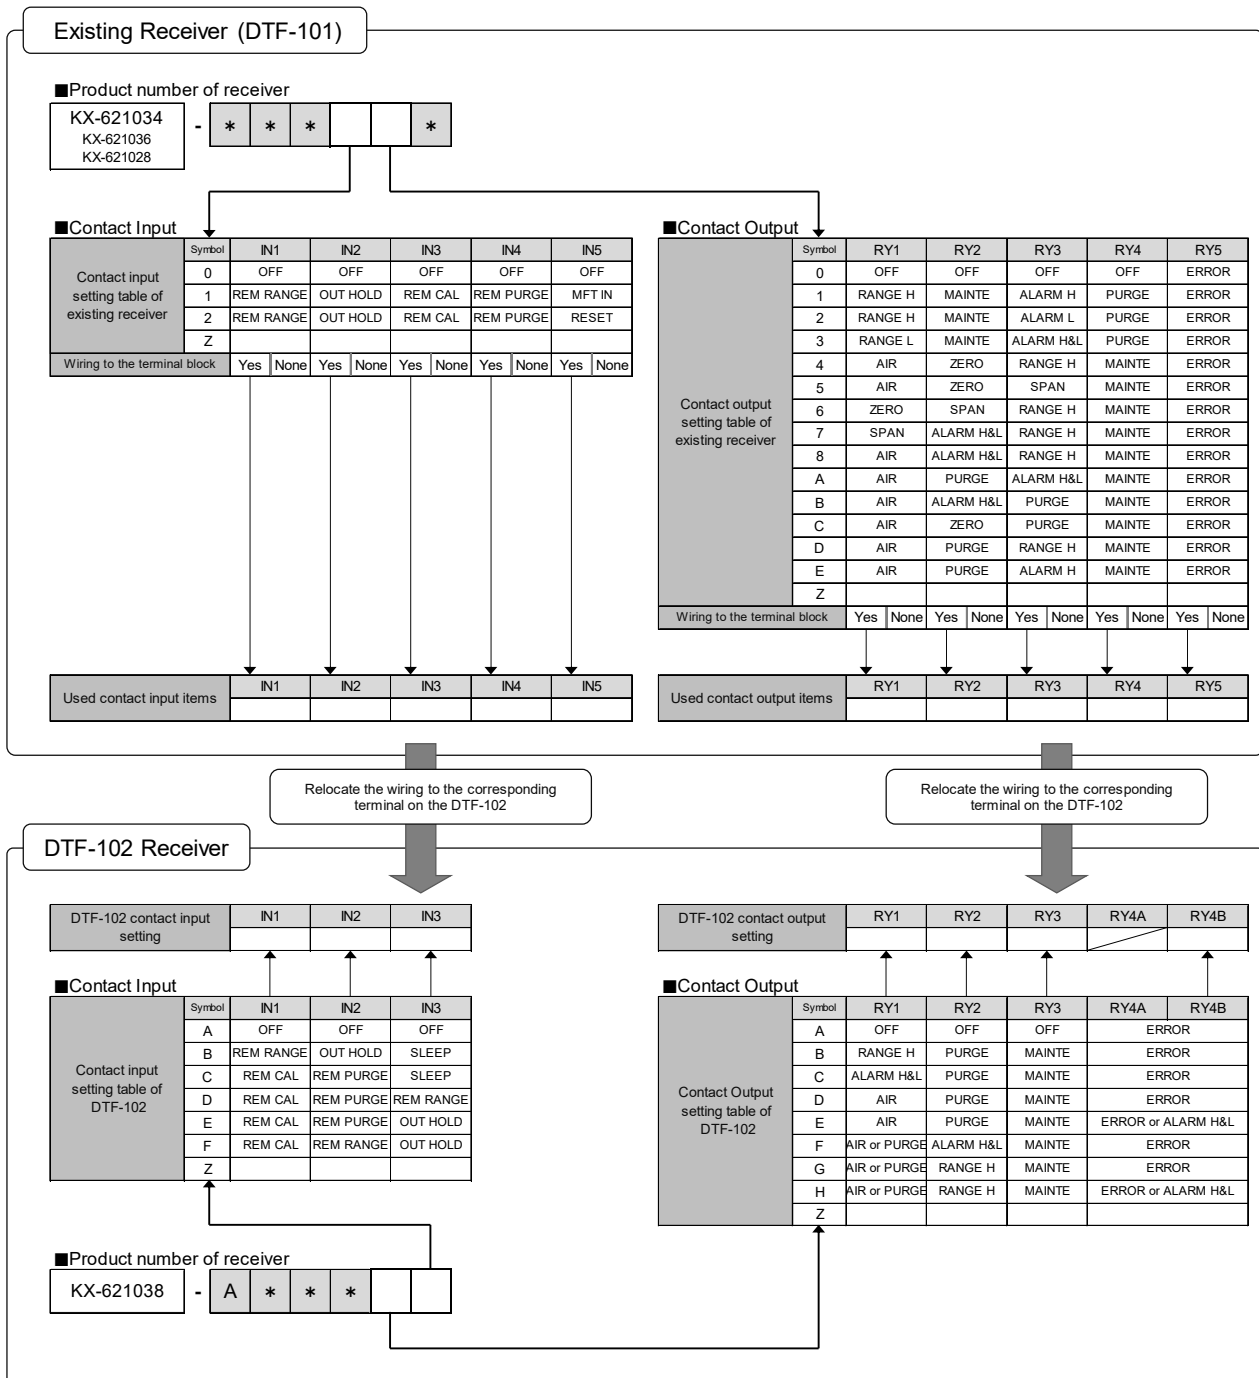 Existing Receiver (DTF-101)
■Product number of receiver
KX-621034
KX-621036
KX-621028
- * * * *
■Contact Input
Contact input setting table of existing receiver
Symbol IN1 IN2 IN3 IN4 IN5
0 OFF OFF OFF OFF OFF
1 REM RANGE OUT HOLD REM CAL REM PURGE MFT IN
2 REM RANGE OUT HOLD REM CAL REM PURGE RESET
Z
Wiring to the terminal block Yes None Yes None Yes None Yes None Yes None
Used contact input items IN1 IN2 IN3 IN4 IN5
■Contact Output
Contact output setting table of existing receiver
Symbol RY1 RY2 RY3 RY4 RY5
0 OFF OFF OFF OFF ERROR
1 RANGE H MAINTE ALARM H PURGE ERROR
2 RANGE H MAINTE ALARM L PURGE ERROR
3 RANGE L MAINTE ALARM H&L PURGE ERROR
4 AIR ZERO RANGE H MAINTE ERROR
5 AIR ZERO SPAN MAINTE ERROR
6 ZERO SPAN RANGE H MAINTE ERROR
7 SPAN ALARM H&L RANGE H MAINTE ERROR
8 AIR ALARM H&L RANGE H MAINTE ERROR
A AIR PURGE ALARM H&L MAINTE ERROR
B AIR ALARM H&L PURGE MAINTE ERROR
C AIR ZERO PURGE MAINTE ERROR
D AIR PURGE RANGE H MAINTE ERROR
E AIR PURGE ALARM H MAINTE ERROR
Z
Wiring to the terminal block Yes None Yes None Yes None Yes None Yes None
Used contact output items RY1 RY2 RY3 RY4 RY5
Relocate the wiring to the corresponding
terminal on the DTF-102
Relocate the wiring to the corresponding
terminal on the DTF-102
DTF-102 Receiver
DTF-102 contact input setting IN1 IN2 IN3
■Contact Input
Contact input setting table of DTF-102
Symbol IN1 IN2 IN3
A OFF OFF OFF
B REM RANGE OUT HOLD SLEEP
C REM CAL REM PURGE SLEEP
D REM CAL REM PURGE REM RANGE
E REM CAL REM PURGE OUT HOLD
F REM CAL REM RANGE OUT HOLD
Z
DTF-102 contact output setting RY1 RY2 RY3 RY4A RY4B
■Contact Output
Contact Output setting table of DTF-102
Symbol RY1 RY2 RY3 RY4A RY4B
A OFF OFF OFF ERROR
B RANGE H PURGE MAINTE ERROR
C ALARM H&L PURGE MAINTE ERROR
D AIR PURGE MAINTE ERROR
E AIR PURGE MAINTE ERROR or ALARM H&L
F AIR or PURGE ALARM H&L MAINTE ERROR
G AIR or PURGE RANGE H MAINTE ERROR
H AIR or PURGE RANGE H MAINTE ERROR or ALARM H&L
Z
■Product number of receiver
KX-621038 - A * * *